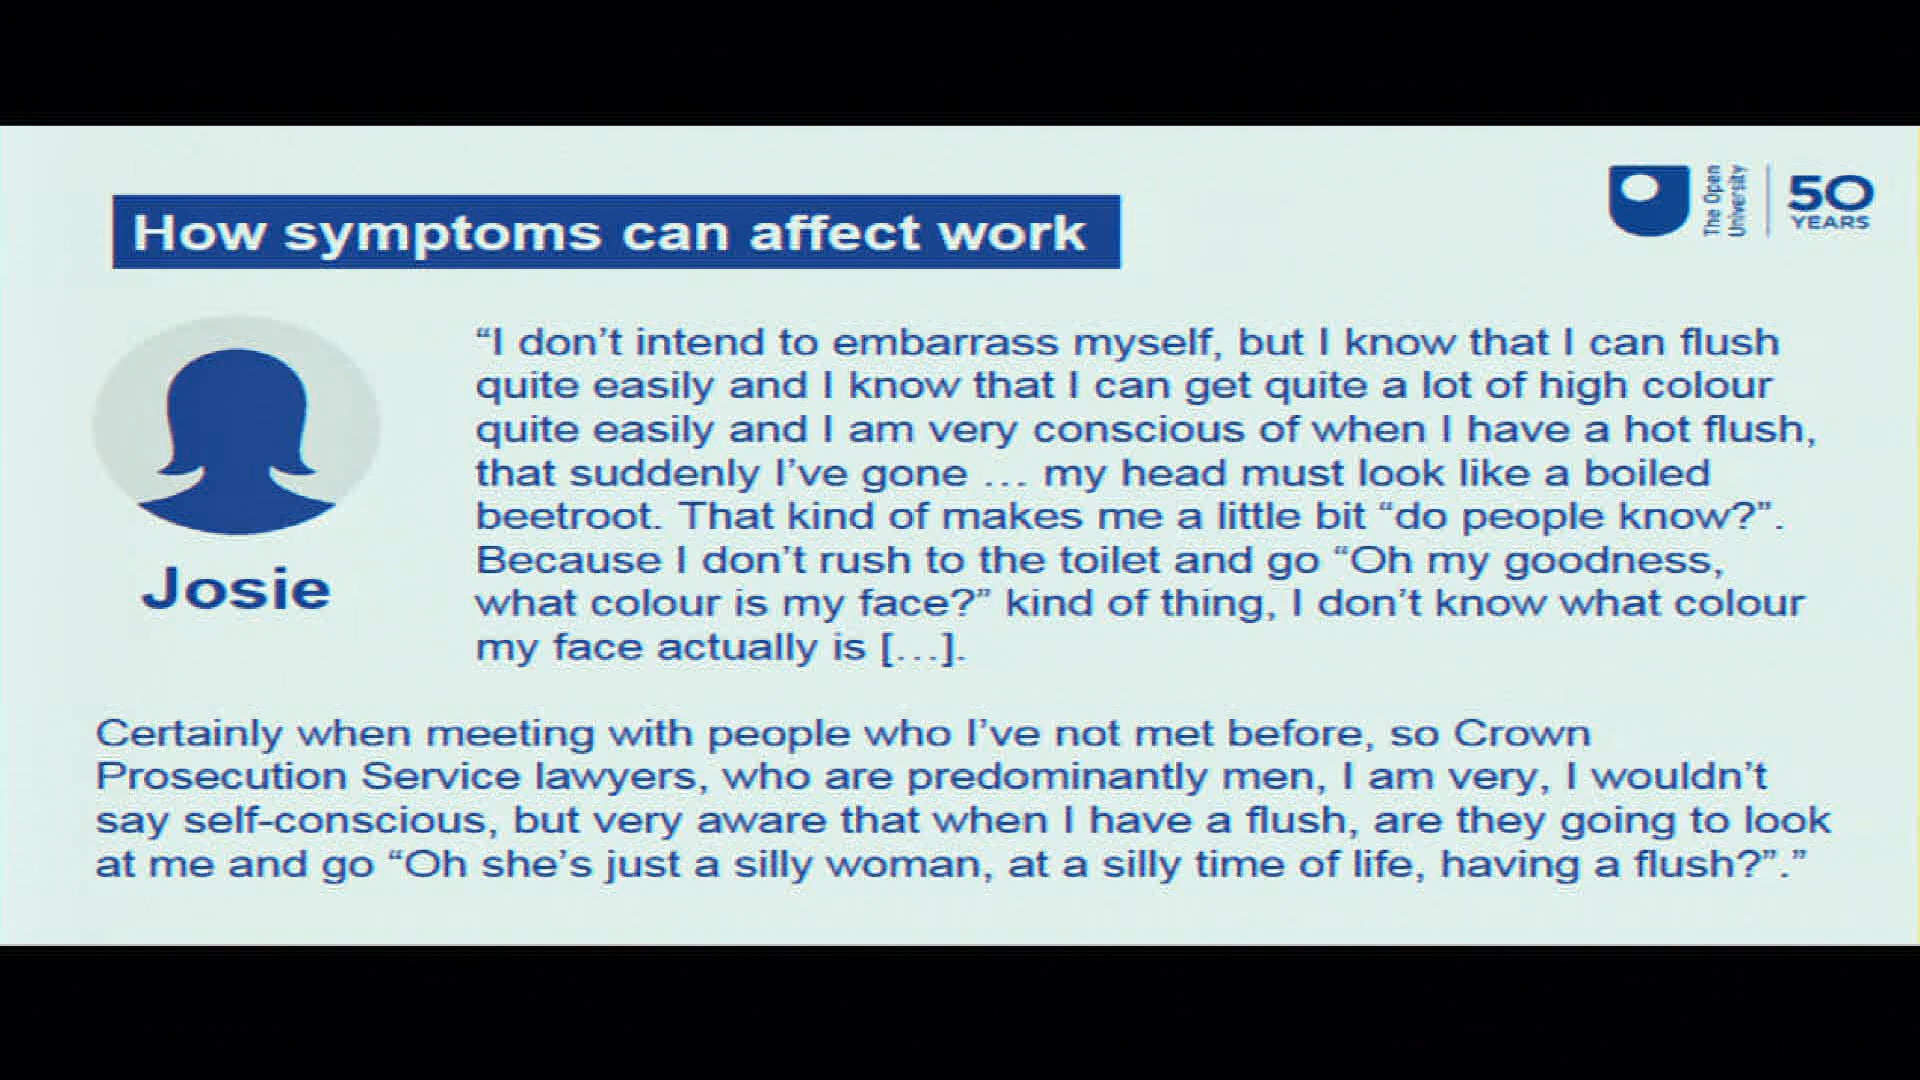 How symptoms can affect work
The Open
University
50
YEARS
“I don’t intend to embarrass myself, but I know that I can flush
quite easily and I know that I can get quite a lot of high colour
quite easily and I am very conscious of when I have a hot flush,
that suddenly I’ve gone … my head must look like a boiled
beetroot. That kind of makes me a little bit “do people know?”.
Because I don’t rush to the toilet and go “Oh my goodness,
what colour is my face?” kind of thing, I don’t know what colour
my face actually is […].
Josie
Certainly when meeting with people who I’ve not met before, so Crown
Prosecution Service lawyers, who are predominantly men, I am very, I wouldn’t
say self-conscious, but very aware that when I have a flush, are they going to look
at me and go “Oh she’s just a silly woman, at a silly time of life, having a flush?”.”